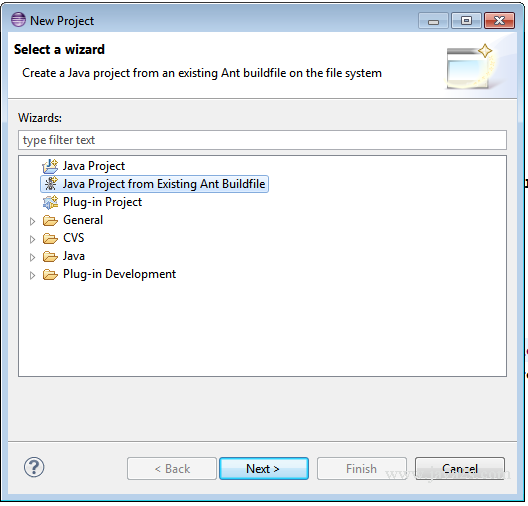 New Project
Select a wizard
Create a Java project from an existing Ant buildfile on the file system
Wizards:
type filter text
Java Project
Java Project from Existing Ant Buildfile
Plug-in Project
General
CVS
Java
Plug-in Development
?
< Back
Next >
Finish
Cancel